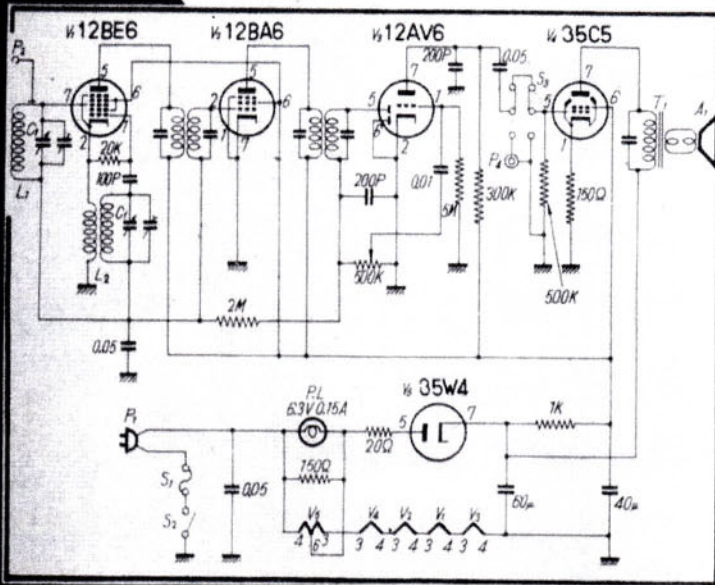 V₁ 12BE6
V₂ 12BA6
V₃ 12AV6
V₄ 35C5
P₂
5
7
6
2
C₁
L₁
20K
100P
C₁
L₂
0.05
5
2
6
1
7
2M
200P
7
5
1
6
2
200P
0.01
500K
5M
300K
0.05
S₃
P₄
7
5
6
1
150Ω
500K
T₁
A₁
P₁
S₁
S₂
0.05
P.L
6.3V 0.15A
150Ω
20Ω
V₅ 35W4
5
7
1K
60μ
40μ
V₅
4
6
3
V₄
V₂
V₁
V₃
3
4
3
4
3
4
3
4